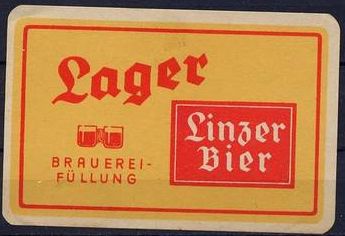 Lager
Linzer
Bier
BRAUEREI-
FÜLLUNG